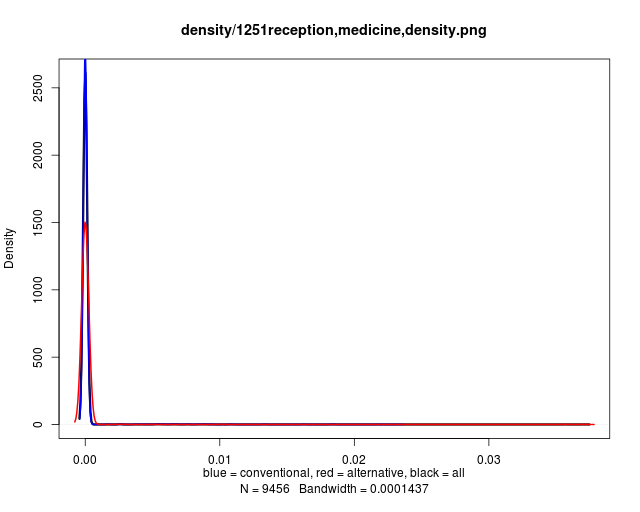 density/1251reception,medicine,density.png
Density
2500
2000
1500
1000
500
0
0.00 0.01 0.02 0.03
blue = conventional, red = alternative, black = all
N = 9456 Bandwidth = 0.0001437